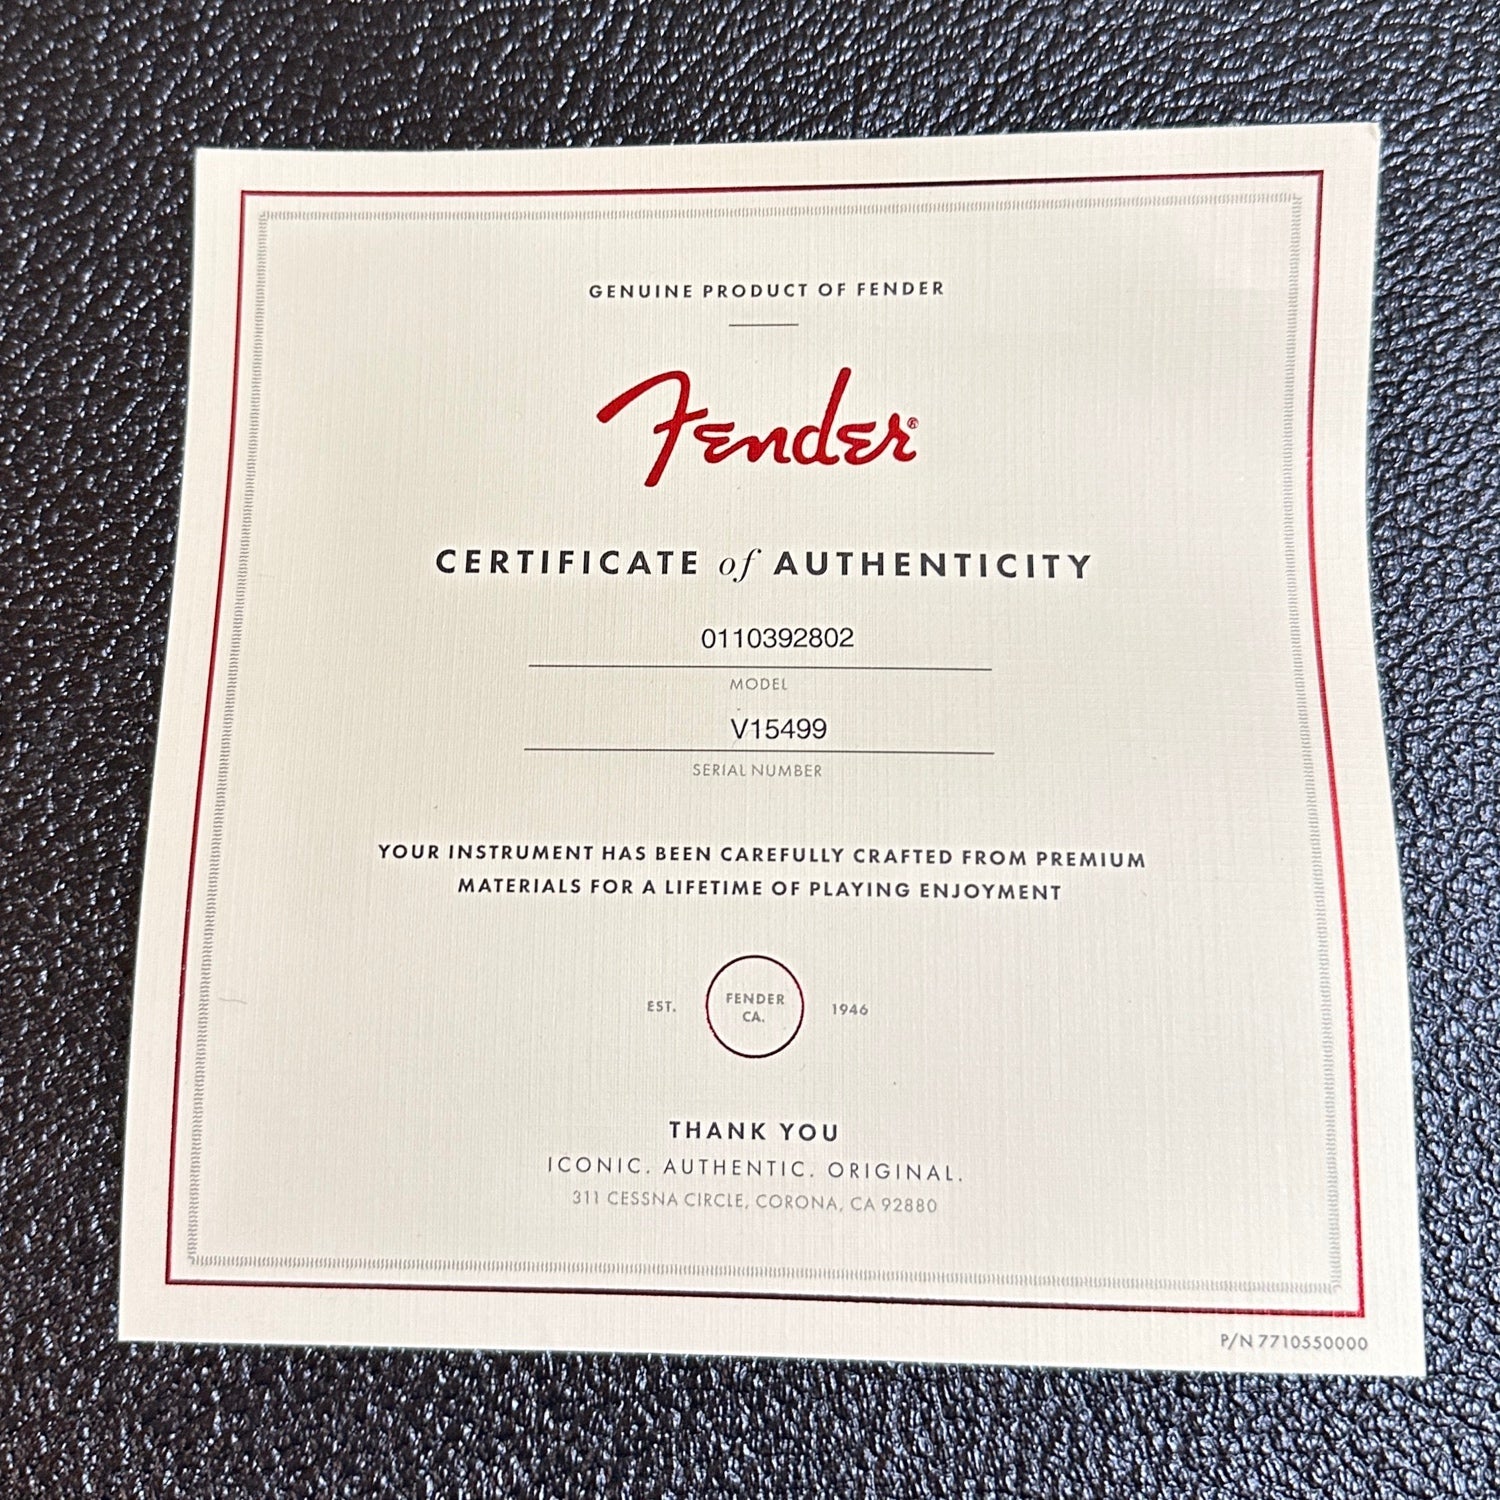 GENUINE PRODUCT OF FENDER
Fender®
CERTIFICATE of AUTHENTICITY
0110392802
MODEL
V15499
SERIAL NUMBER
YOUR INSTRUMENT HAS BEEN CAREFULLY CRAFTED FROM PREMIUM
MATERIALS FOR A LIFETIME OF PLAYING ENJOYMENT
EST. FENDER CA. 1946
THANK YOU
ICONIC. AUTHENTIC. ORIGINAL.
311 CESSNA CIRCLE, CORONA, CA 92880
P/N 7710550000